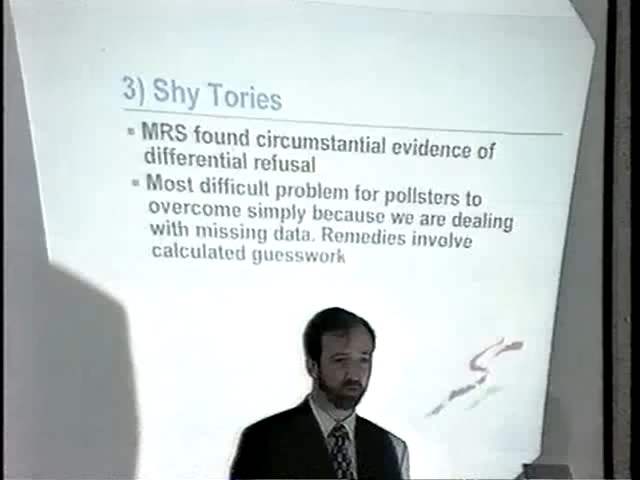 3) Shy Tories
▪ MRS found circumstantial evidence of
differential refusal
▪ Most difficult problem for pollsters to
overcome simply because we are dealing
with missing data. Remedies involve
calculated guesswork